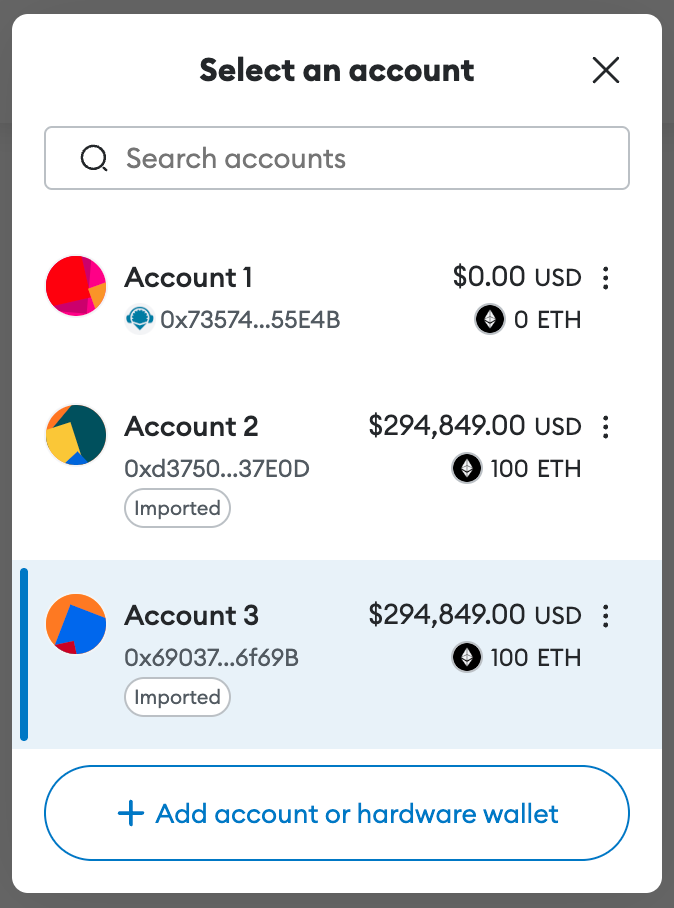 Select an account
Search accounts
Account 1 $0.00 USD
0x73574...55E4B 0 ETH
Account 2 $294,849.00 USD
0xd3750...37E0D 100 ETH
Imported
Account 3 $294,849.00 USD
0x69037...6f69B 100 ETH
Imported
+ Add account or hardware wallet